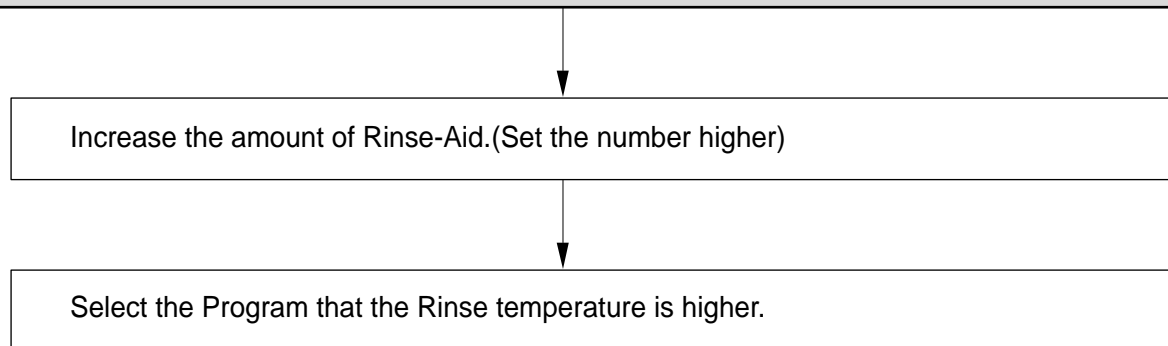 Increase the amount of Rinse-Aid.(Set the number higher)
Select the Program that the Rinse temperature is higher.